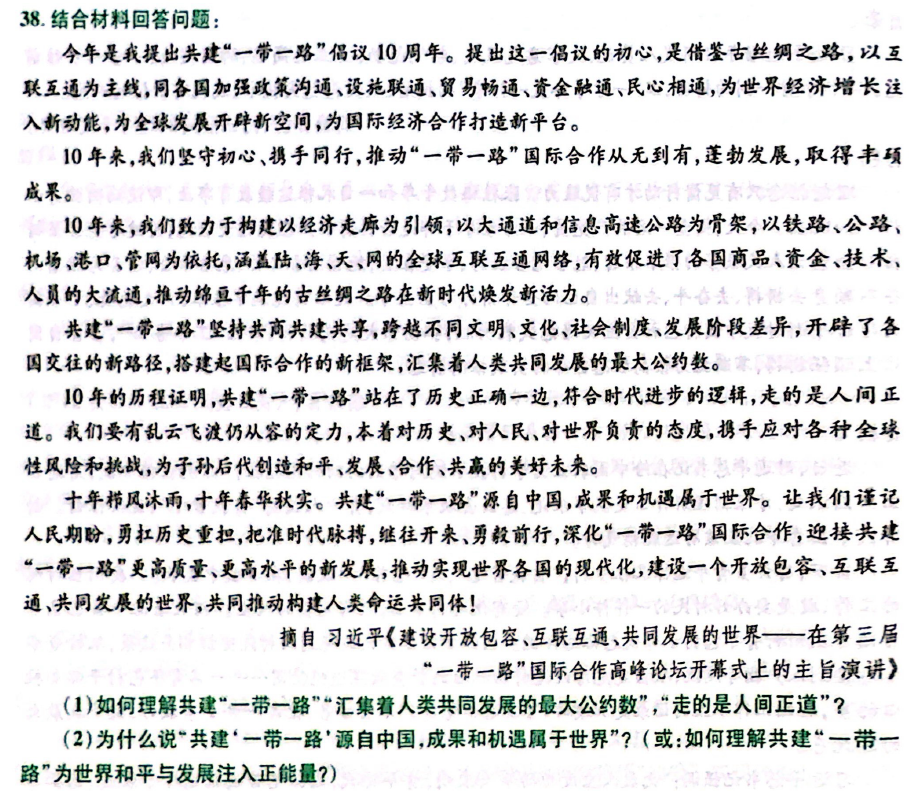 38. 结合材料回答问题:
今年是我提出共建“一带一路”倡议10周年。提出这一倡议的初心,是借鉴古丝绸之路,以互
联互通为主线,同各国加强政策沟通、设施联通、贸易畅通、资金融通、民心相通,为世界经济增长注
入新动能,为全球发展开辟新空间,为国际经济合作打造新平台。
10年来,我们坚守初心、携手同行,推动“一带一路”国际合作从无到有,蓬勃发展,取得丰硕
成果。
10年来,我们致力于构建以经济走廊为引领,以大通道和信息高速公路为骨架,以铁路、公路、
机场、港口、管网为依托,涵盖陆、海、天、网的全球互联互通网络,有效促进了各国商品、资金、技术、
人员的大流通,推动绵亘千年的古丝绸之路在新时代焕发新活力。
共建“一带一路”坚持共商共建共享,跨越不同文明、文化、社会制度、发展阶段差异,开辟了各
国交往的新路径,搭建起国际合作的新框架,汇集着人类共同发展的最大公约数。
10年的历程证明,共建“一带一路”站在了历史正确一边,符合时代进步的逻辑,走的是人间正
道。我们要有乱云飞渡仍从容的定力,本着对历史、对人民、对世界负责的态度,携手应对各种全球
性风险和挑战,为子孙后代创造和平、发展、合作、共赢的美好未来。
十年栉风沐雨,十年春华秋实。共建“一带一路”源自中国,成果和机遇属于世界。让我们谨记
人民期盼,勇扛历史重担,把准时代脉搏,继往开来、勇毅前行,深化“一带一路”国际合作,迎接共建
“一带一路”更高质量、更高水平的新发展,推动实现世界各国的现代化,建设一个开放包容、互联互
通、共同发展的世界,共同推动构建人类命运共同体!
摘自 习近平《建设开放包容、互联互通、共同发展的世界——在第三届
“一带一路”国际合作高峰论坛开幕式上的主旨演讲》
(1)如何理解共建“一带一路”“汇集着人类共同发展的最大公约数”,“走的是人间正道”?
(2)为什么说“共建‘一带一路’源自中国,成果和机遇属于世界”?(或:如何理解共建“一带一
路”为世界和平与发展注入正能量?)